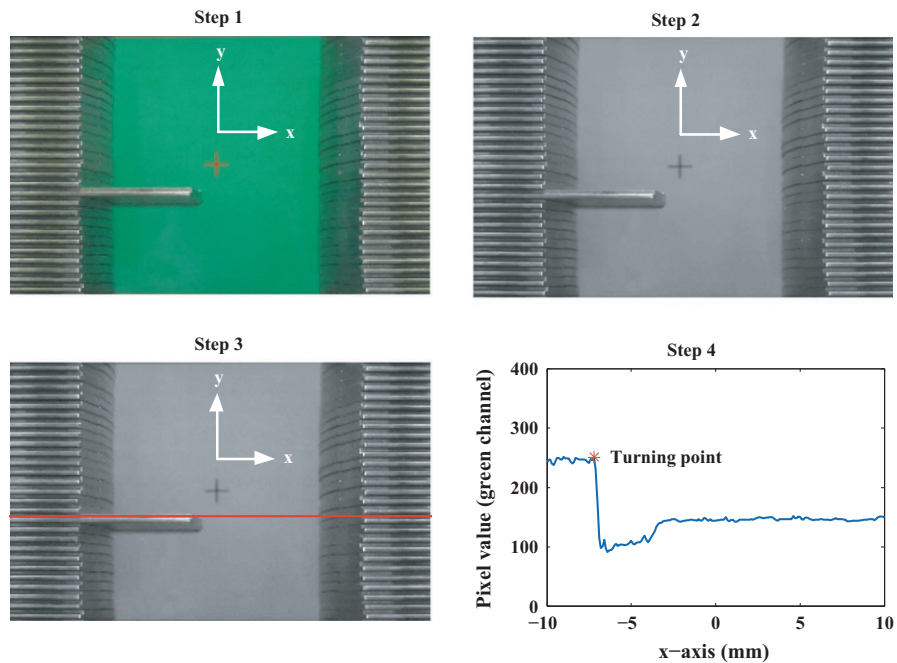 Step 1
y
x
Step 2
y
x
Step 3
y
x
Step 4
Pixel value (green channel)
400
300
200
100
0
Turning point
−10
−5
0
5
10
x−axis (mm)